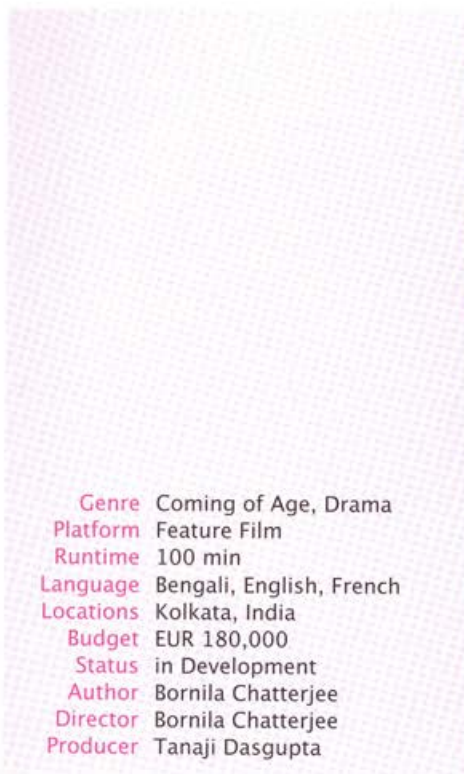 Genre Coming of Age, Drama
Platform Feature Film
Runtime 100 min
Language Bengali, English, French
Locations Kolkata, India
Budget EUR 180,000
Status in Development
Author Bornila Chatterjee
Director Bornila Chatterjee
Producer Tanaji Dasgupta